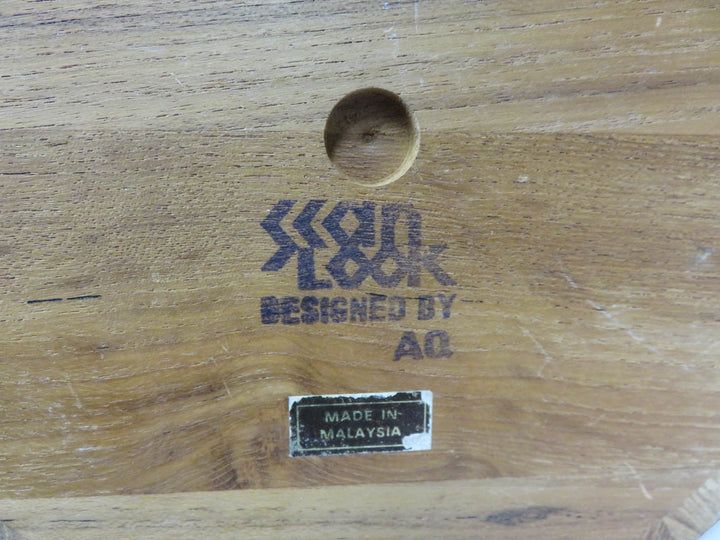 SCan
LOOK
DESIGNED BY
AQ
MADE IN
MALAYSIA